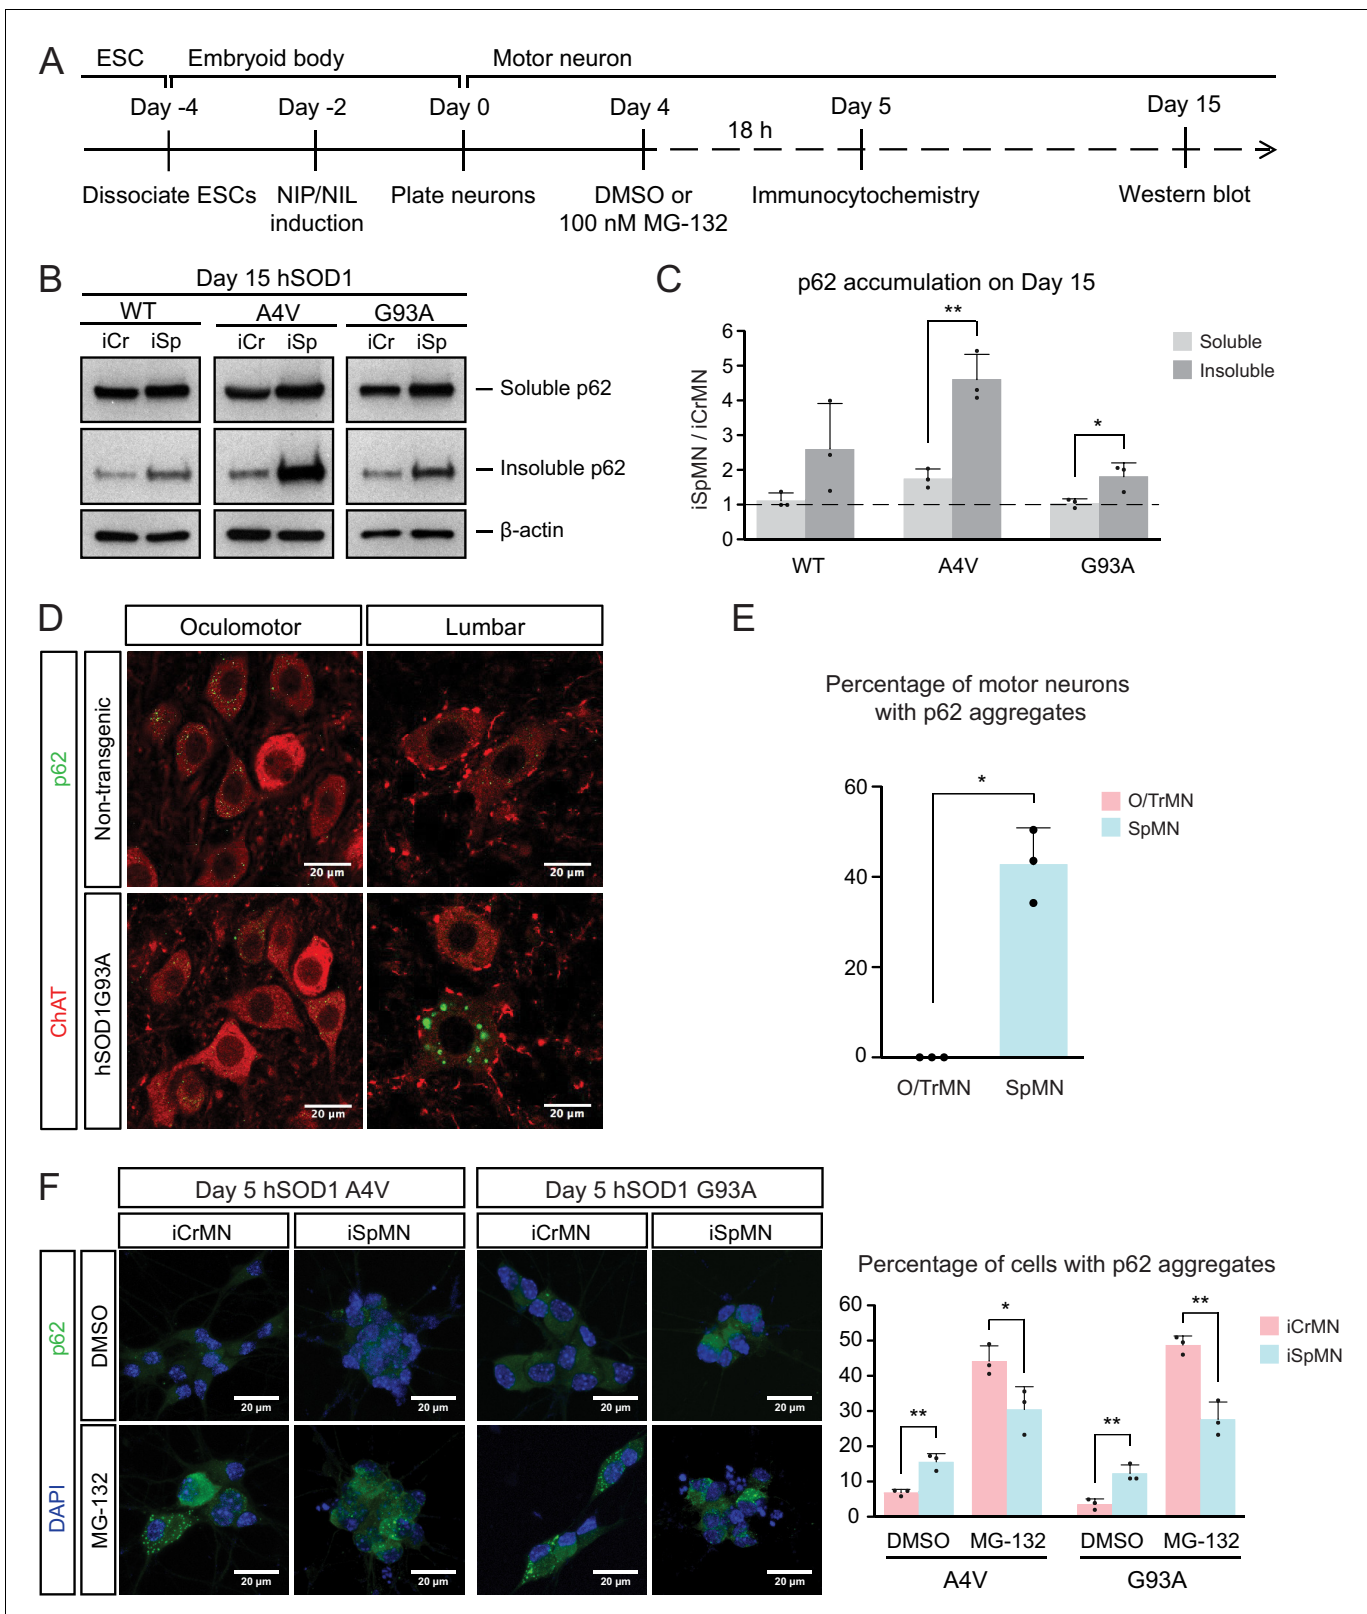 A
ESC
Embryoid body
Motor neuron
Day -4
Day -2
Day 0
Day 4
18 h
Day 5
Day 15
Dissociate ESCs
NIP/NIL
induction
Plate neurons
DMSO or
100 nM MG-132
Immunocytochemistry
Western blot
B
Day 15 hSOD1
WT
A4V
G93A
iCr
iSp
iCr
iSp
iCr
iSp
Soluble p62
Insoluble p62
β-actin
C
p62 accumulation on Day 15
iSpMN / iCrMN
6
5
4
3
2
1
0
**
*
Soluble
Insoluble
WT
A4V
G93A
D
Oculomotor
Lumbar
p62
ChAT
Non-transgenic
hSOD1G93A
20 µm
20 µm
20 µm
20 µm
E
Percentage of motor neurons
with p62 aggregates
60
40
20
0
*
O/TrMN
SpMN
O/TrMN
SpMN
F
Day 5 hSOD1 A4V
Day 5 hSOD1 G93A
iCrMN
iSpMN
iCrMN
iSpMN
p62
DAPI
DMSO
MG-132
20 µm
20 µm
20 µm
20 µm
20 µm
20 µm
20 µm
20 µm
Percentage of cells with p62 aggregates
60
50
40
30
20
10
0
**
*
**
**
iCrMN
iSpMN
DMSO
MG-132
DMSO
MG-132
A4V
G93A